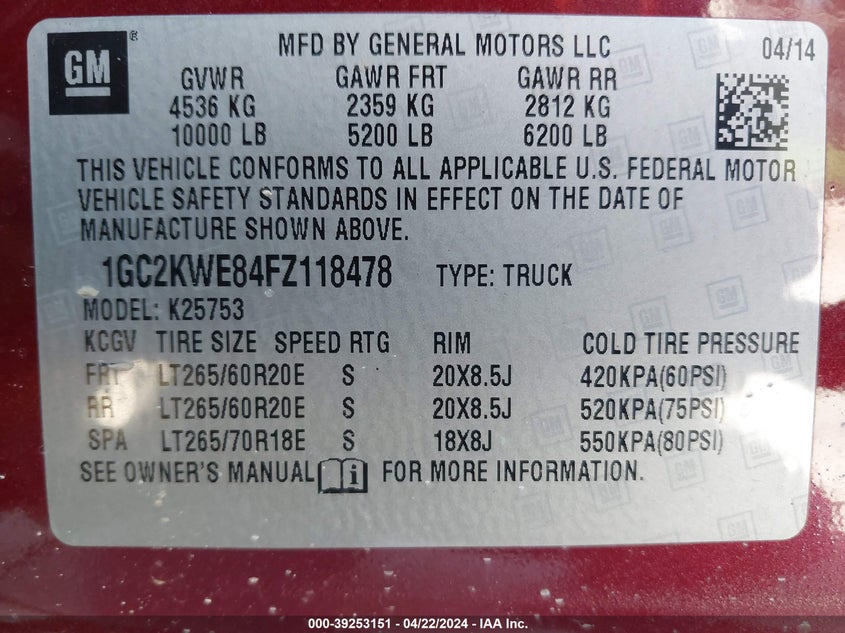 GM ® MFD BY GENERAL MOTORS LLC 04/14
GVWR GAWR FRT GAWR RR
4536 KG 2359 KG 2812 KG
10000 LB 5200 LB 6200 LB
THIS VEHICLE CONFORMS TO ALL APPLICABLE U.S. FEDERAL MOTOR
VEHICLE SAFETY STANDARDS IN EFFECT ON THE DATE OF
MANUFACTURE SHOWN ABOVE.
1GC2KWE84FZ118478 TYPE: TRUCK
MODEL: K25753
KCGV TIRE SIZE SPEED RTG RIM COLD TIRE PRESSURE
FRT LT265/60R20E S 20X8.5J 420KPA(60PSI)
RR LT265/60R20E S 20X8.5J 520KPA(75PSI)
SPA LT265/70R18E S 18X8J 550KPA(80PSI)
SEE OWNER'S MANUAL i FOR MORE INFORMATION.
000-39253151 - 04/22/2024 - IAA Inc.